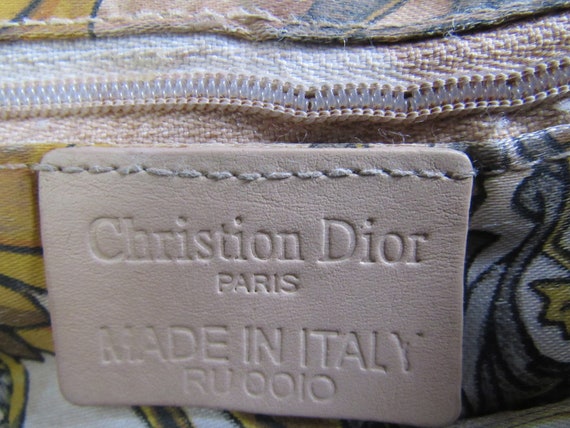 Christion Dior
PARIS
MADE IN ITALY
RU 0010